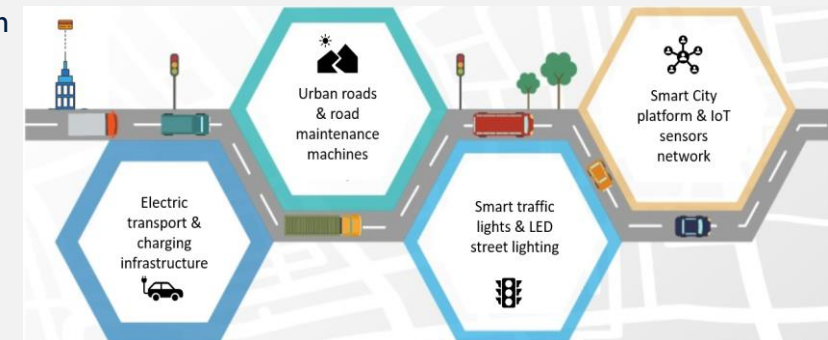 Urban roads
& road
maintenance
machines
Smart City
platform & IoT
sensors
network
Electric
transport &
charging
infrastructure
Smart traffic
lights & LED
street lighting